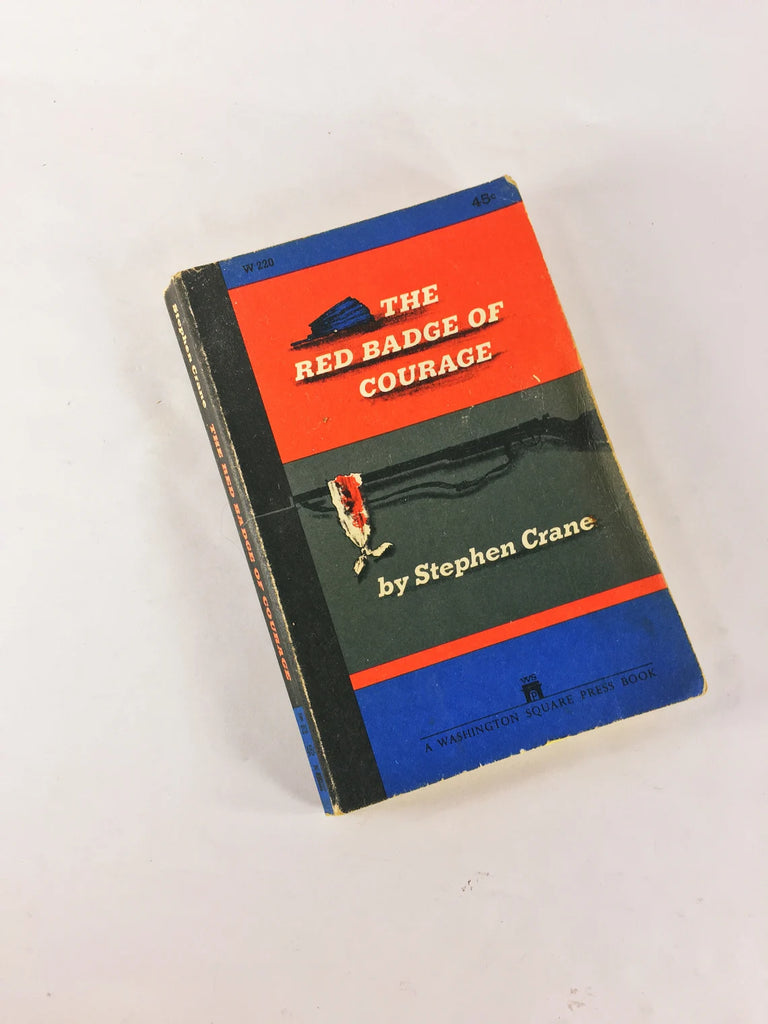 W 220
45¢
THE
RED BADGE OF
COURAGE
by Stephen Crane
WS
P
A WASHINGTON SQUARE PRESS BOOK
Stephen Crane THE RED BADGE OF COURAGE